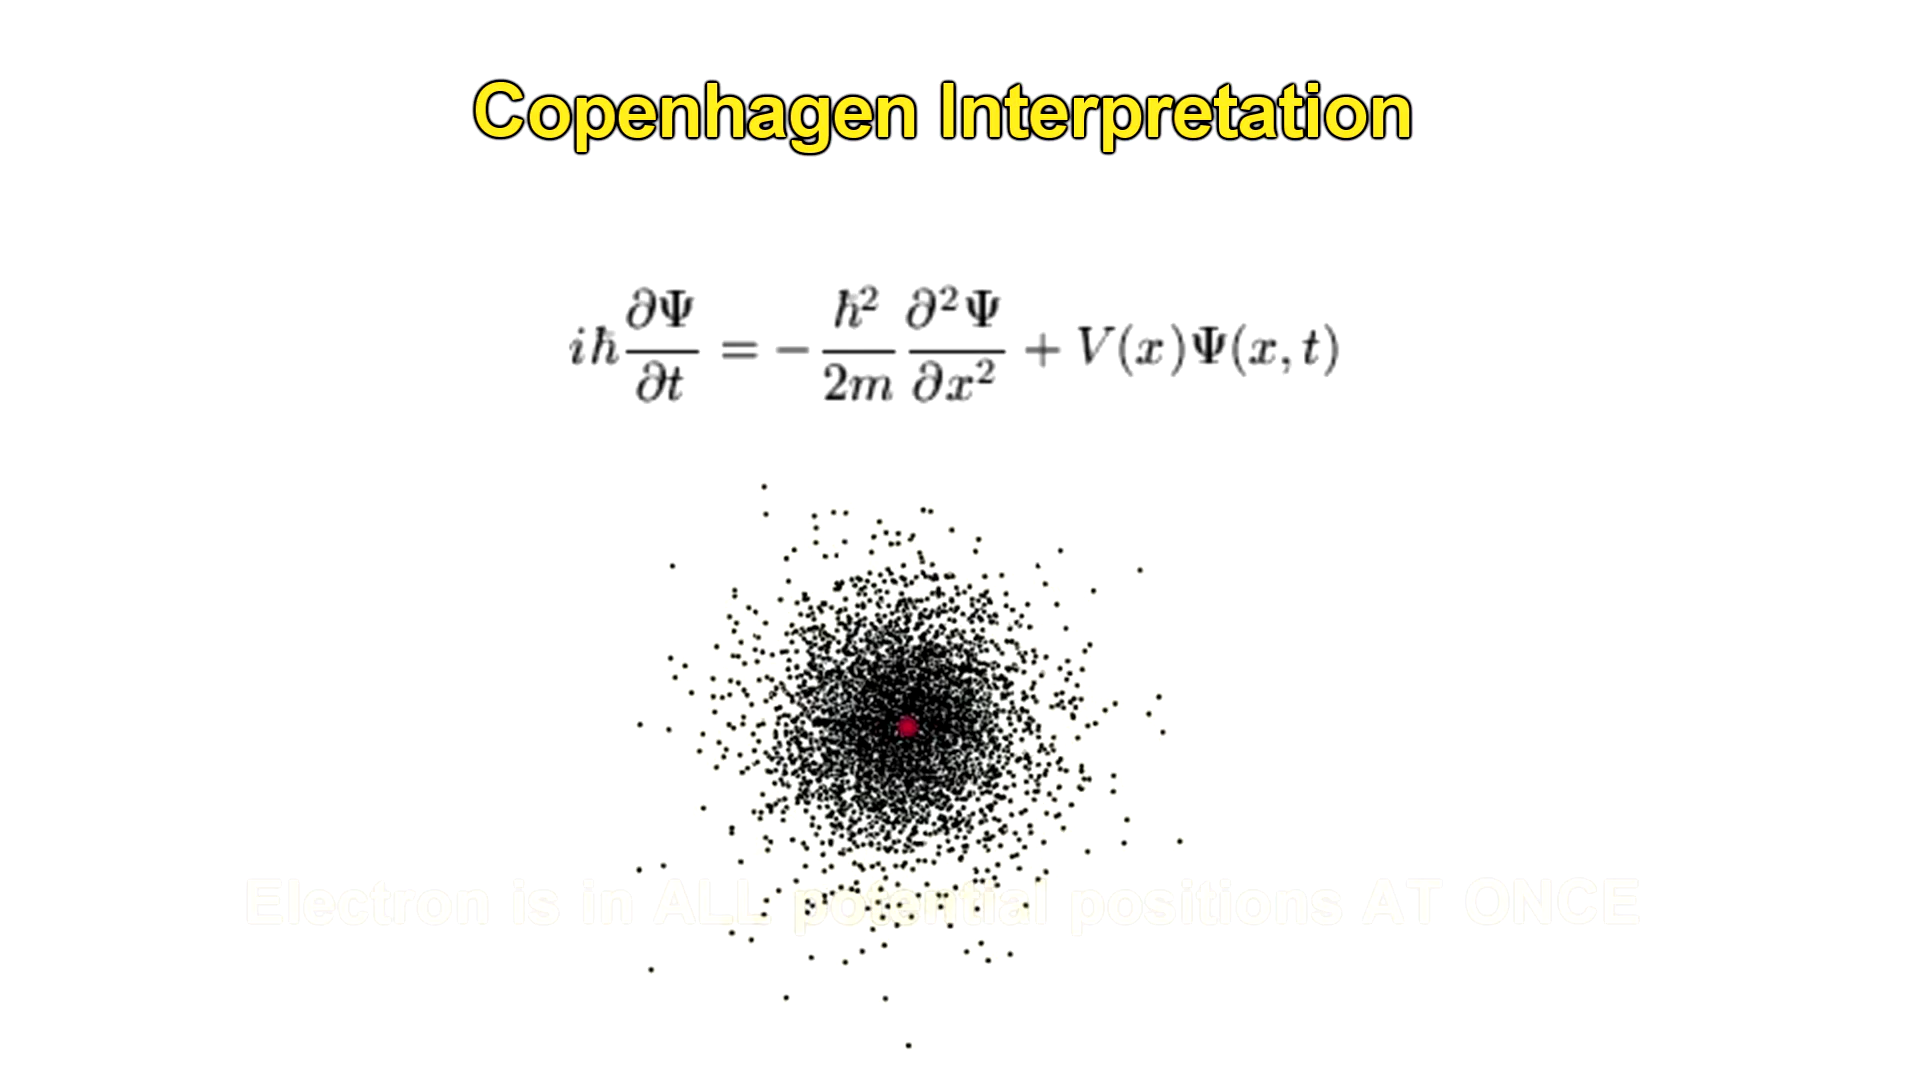 Copenhagen Interpretation
iħ ∂Ψ/∂t = − ħ²/2m ∂²Ψ/∂x² + V(x)Ψ(x, t)
Electron is in ALL potential positions AT ONCE